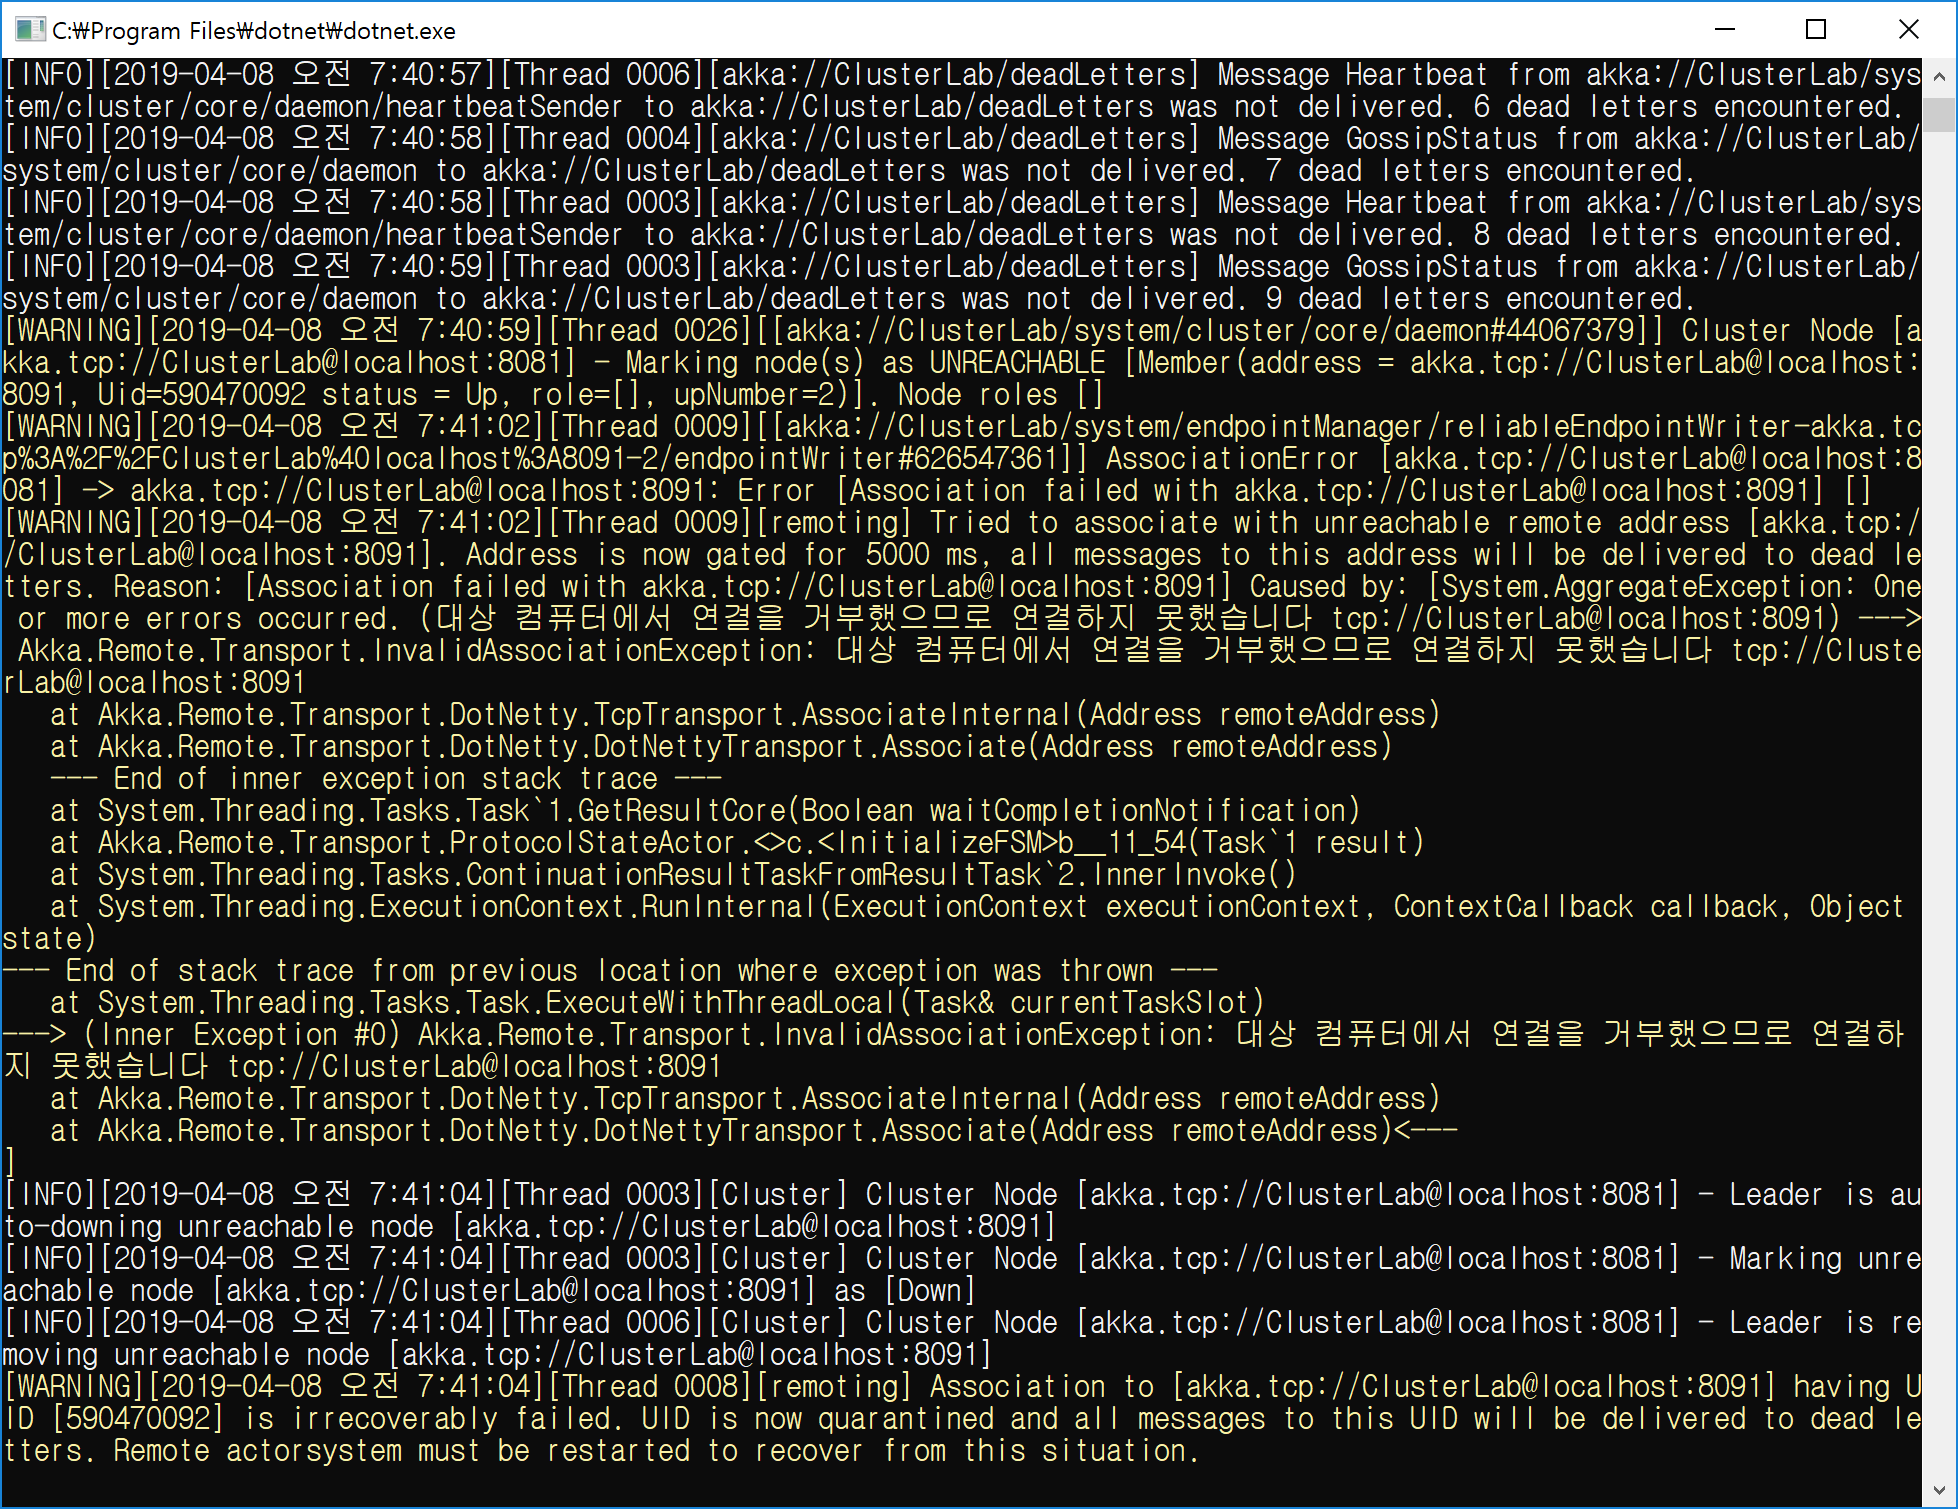 C:₩Program Files₩dotnet₩dotnet.exe
[INFO][2019-04-08 오전 7:40:57][Thread 0006][akka://ClusterLab/deadLetters] Message Heartbeat from akka://ClusterLab/sys
tem/cluster/core/daemon/heartbeatSender to akka://ClusterLab/deadLetters was not delivered. 6 dead letters encountered.
[INFO][2019-04-08 오전 7:40:58][Thread 0004][akka://ClusterLab/deadLetters] Message GossipStatus from akka://ClusterLab/
system/cluster/core/daemon to akka://ClusterLab/deadLetters was not delivered. 7 dead letters encountered.
[INFO][2019-04-08 오전 7:40:58][Thread 0003][akka://ClusterLab/deadLetters] Message Heartbeat from akka://ClusterLab/sys
tem/cluster/core/daemon/heartbeatSender to akka://ClusterLab/deadLetters was not delivered. 8 dead letters encountered.
[INFO][2019-04-08 오전 7:40:59][Thread 0003][akka://ClusterLab/deadLetters] Message GossipStatus from akka://ClusterLab/
system/cluster/core/daemon to akka://ClusterLab/deadLetters was not delivered. 9 dead letters encountered.
[WARNING][2019-04-08 오전 7:40:59][Thread 0026][[akka://ClusterLab/system/cluster/core/daemon#44067379]] Cluster Node [a
kka.tcp://ClusterLab@localhost:8081] - Marking node(s) as UNREACHABLE [Member(address = akka.tcp://ClusterLab@localhost:
8091, Uid=590470092 status = Up, role=[], upNumber=2)]. Node roles []
[WARNING][2019-04-08 오전 7:41:02][Thread 0009][[akka://ClusterLab/system/endpointManager/reliableEndpointWriter-akka.tc
p%3A%2F%2FClusterLab%40localhost%3A8091-2/endpointWriter#626547361]] AssociationError [akka.tcp://ClusterLab@localhost:8
081] -> akka.tcp://ClusterLab@localhost:8091: Error [Association failed with akka.tcp://ClusterLab@localhost:8091] []
[WARNING][2019-04-08 오전 7:41:02][Thread 0009][remoting] Tried to associate with unreachable remote address [akka.tcp:/
/ClusterLab@localhost:8091]. Address is now gated for 5000 ms, all messages to this address will be delivered to dead le
tters. Reason: [Association failed with akka.tcp://ClusterLab@localhost:8091] Caused by: [System.AggregateException: One
 or more errors occurred. (대상 컴퓨터에서 연결을 거부했으므로 연결하지 못했습니다 tcp://ClusterLab@localhost:8091) --->
 Akka.Remote.Transport.InvalidAssociationException: 대상 컴퓨터에서 연결을 거부했으므로 연결하지 못했습니다 tcp://Cluste
rLab@localhost:8091
   at Akka.Remote.Transport.DotNetty.TcpTransport.AssociateInternal(Address remoteAddress)
   at Akka.Remote.Transport.DotNetty.DotNettyTransport.Associate(Address remoteAddress)
   --- End of inner exception stack trace ---
   at System.Threading.Tasks.Task`1.GetResultCore(Boolean waitCompletionNotification)
   at Akka.Remote.Transport.ProtocolStateActor.<>c.<InitializeFSM>b__11_54(Task`1 result)
   at System.Threading.Tasks.ContinuationResultTaskFromResultTask`2.InnerInvoke()
   at System.Threading.ExecutionContext.RunInternal(ExecutionContext executionContext, ContextCallback callback, Object
state)
--- End of stack trace from previous location where exception was thrown ---
   at System.Threading.Tasks.Task.ExecuteWithThreadLocal(Task& currentTaskSlot)
---> (Inner Exception #0) Akka.Remote.Transport.InvalidAssociationException: 대상 컴퓨터에서 연결을 거부했으므로 연결하
지 못했습니다 tcp://ClusterLab@localhost:8091
   at Akka.Remote.Transport.DotNetty.TcpTransport.AssociateInternal(Address remoteAddress)
   at Akka.Remote.Transport.DotNetty.DotNettyTransport.Associate(Address remoteAddress)<---
]
[INFO][2019-04-08 오전 7:41:04][Thread 0003][Cluster] Cluster Node [akka.tcp://ClusterLab@localhost:8081] - Leader is au
to-downing unreachable node [akka.tcp://ClusterLab@localhost:8091]
[INFO][2019-04-08 오전 7:41:04][Thread 0003][Cluster] Cluster Node [akka.tcp://ClusterLab@localhost:8081] - Marking unre
achable node [akka.tcp://ClusterLab@localhost:8091] as [Down]
[INFO][2019-04-08 오전 7:41:04][Thread 0006][Cluster] Cluster Node [akka.tcp://ClusterLab@localhost:8081] - Leader is re
moving unreachable node [akka.tcp://ClusterLab@localhost:8091]
[WARNING][2019-04-08 오전 7:41:04][Thread 0008][remoting] Association to [akka.tcp://ClusterLab@localhost:8091] having U
ID [590470092] is irrecoverably failed. UID is now quarantined and all messages to this UID will be delivered to dead le
tters. Remote actorsystem must be restarted to recover from this situation.